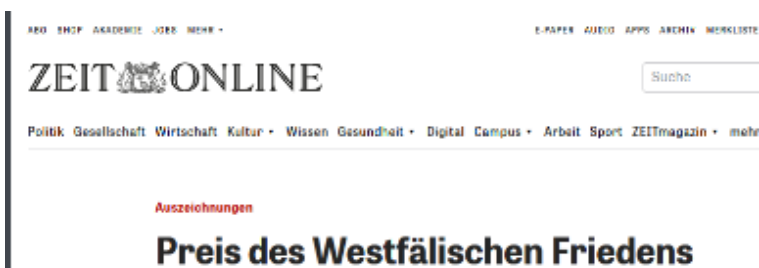 ABO SHOP AKADEMIE JOBS MEHR E-PAPER AUDIO APPS ARCHIV MERKLISTE
ZEIT ONLINE
Suche
Politik Gesellschaft Wirtschaft Kultur Wissen Gesundheit Digital Campus Arbeit Sport ZEITmagazin mehr
Auszeichnungen
Preis des Westfälischen Friedens